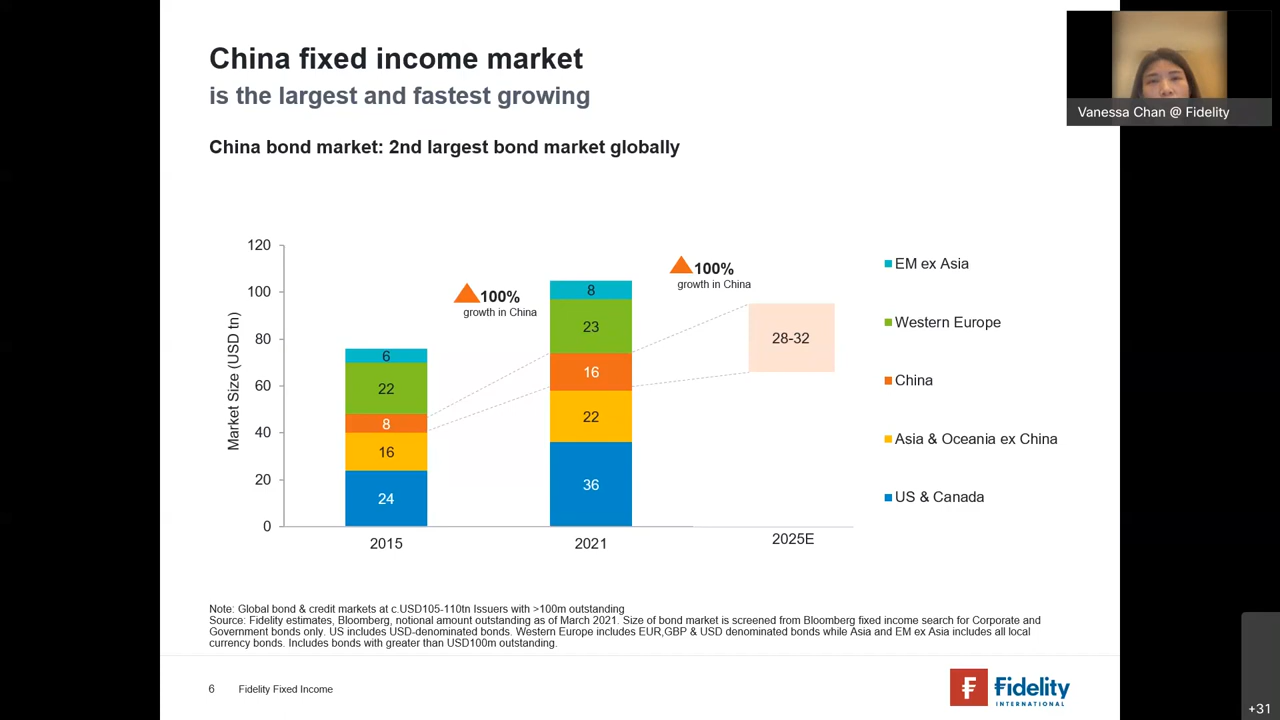 China fixed income market
is the largest and fastest growing
Vanessa Chan @ Fidelity
China bond market: 2nd largest bond market globally
Market Size (USD tn)
120
100
80
60
40
20
0
6
22
8
16
24
2015
100%
growth in China
8
23
16
22
36
2021
100%
growth in China
28-32
2025E
EM ex Asia
Western Europe
China
Asia & Oceania ex China
US & Canada
Note: Global bond & credit markets at c.USD105-110tn Issuers with >100m outstanding
Source: Fidelity estimates, Bloomberg, notional amount outstanding as of March 2021. Size of bond market is screened from Bloomberg fixed income search for Corporate and
Government bonds only. US includes USD-denominated bonds. Western Europe includes EUR,GBP & USD denominated bonds while Asia and EM ex Asia includes all local
currency bonds. Includes bonds with greater than USD100m outstanding.
6
Fidelity Fixed Income
Fidelity
INTERNATIONAL
+31